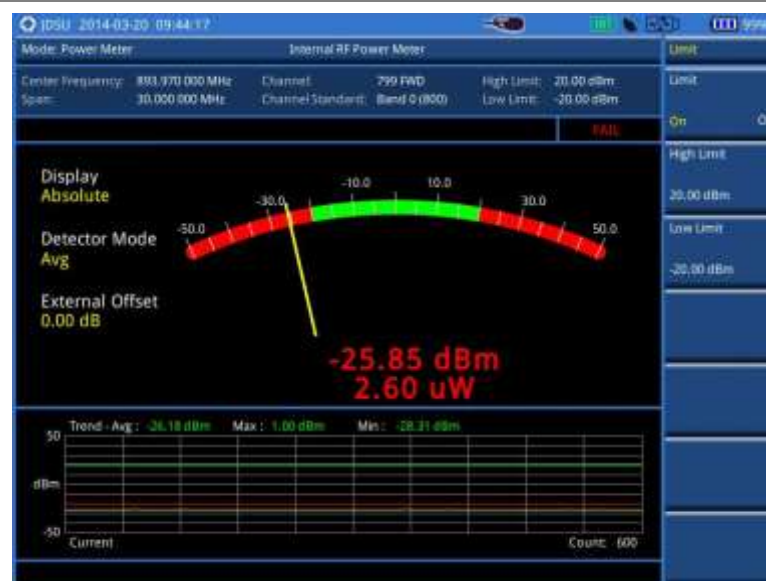 JDSU 2014-03-20 09:44:17
Mode: Power Meter Internal RF Power Meter Limit
Center Frequency: 893.970 000 MHz Channel: 799 FWD High Limit: 20.00 dBm
Span: 30.000 000 MHz Channel Standard: Band 0 (800) Low Limit: -20.00 dBm
Limit
On
FAIL
High Limit
20.00 dBm
Low Limit
-20.00 dBm
Display
Absolute
Detector Mode
Avg
External Offset
0.00 dB
-50.0 -30.0 -10.0 10.0 30.0 50.0
-25.85 dBm
2.60 uW
Trend - Avg : -26.18 dBm Max : 1.00 dBm Min : -28.31 dBm
50
dBm
-50
Current Count: 600